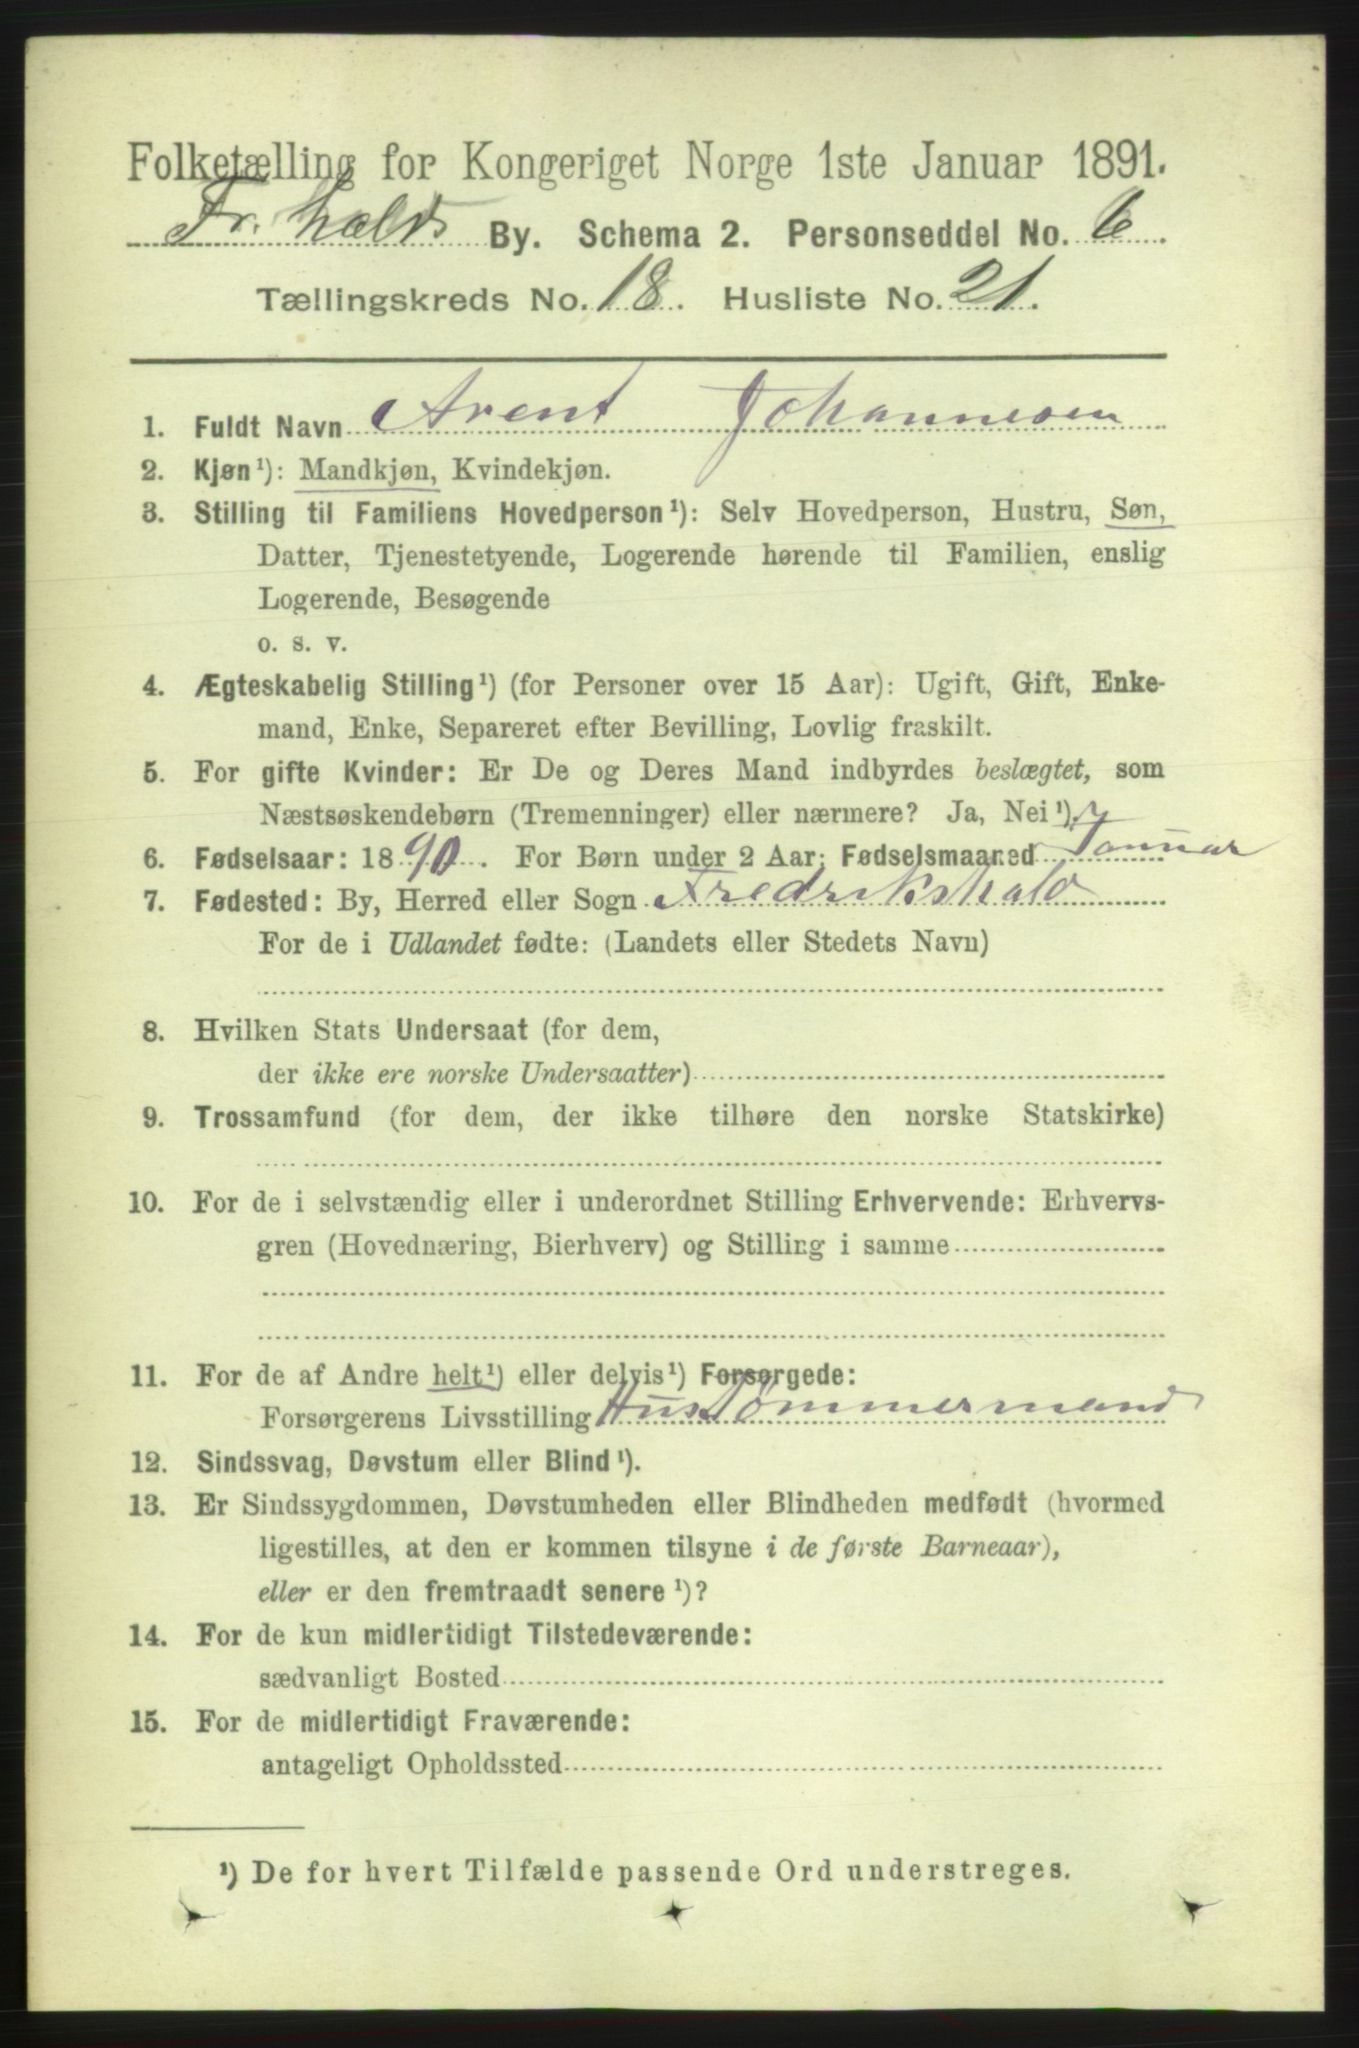 Folketælling for Kongeriget Norge 1ste Januar 1891.
Fr.halds By. Schema 2. Personseddel No. 6.
Tællingskreds No. 18. Husliste No. 21.
1. Fuldt Navn Arent Johannesen
2. Kjøn¹): Mandkjøn, Kvindekjøn.
3. Stilling til Familiens Hovedperson¹): Selv Hovedperson, Hustru, Søn,
Datter, Tjenestetyende, Logerende hørende til Familien, enslig
Logerende, Besøgende
o. s. v.
4. Ægteskabelig Stilling¹) (for Personer over 15 Aar): Ugift, Gift, Enke-
mand, Enke, Separeret efter Bevilling, Lovlig fraskilt.
5. For gifte Kvinder: Er De og Deres Mand indbyrdes beslægtet, som
Næstsøskendebørn (Tremenninger) eller nærmere? Ja, Nei¹).
6. Fødselsaar: 1890. For Børn under 2 Aar: Fødselsmaaned Januar
7. Fødested: By, Herred eller Sogn Fredrikshald
For de i Udlandet fødte: (Landets eller Stedets Navn)
8. Hvilken Stats Undersaat (for dem,
der ikke ere norske Undersaatter)
9. Trossamfund (for dem, der ikke tilhøre den norske Statskirke)
10. For de i selvstændig eller i underordnet Stilling Erhvervende: Erhvervs-
gren (Hovednæring, Bierhverv) og Stilling i samme
11. For de af Andre helt¹) eller delvis¹) Forsørgede:
Forsørgerens Livsstilling Hustömmermand
12. Sindssvag, Døvstum eller Blind¹).
13. Er Sindssygdommen, Døvstumheden eller Blindheden medfødt (hvormed
ligestilles, at den er kommen tilsyne i de første Barneaar),
eller er den fremtraadt senere¹)?
14. For de kun midlertidigt Tilstedeværende:
sædvanligt Bosted
15. For de midlertidigt Fraværende:
antageligt Opholdssted
¹) De for hvert Tilfælde passende Ord understreges.